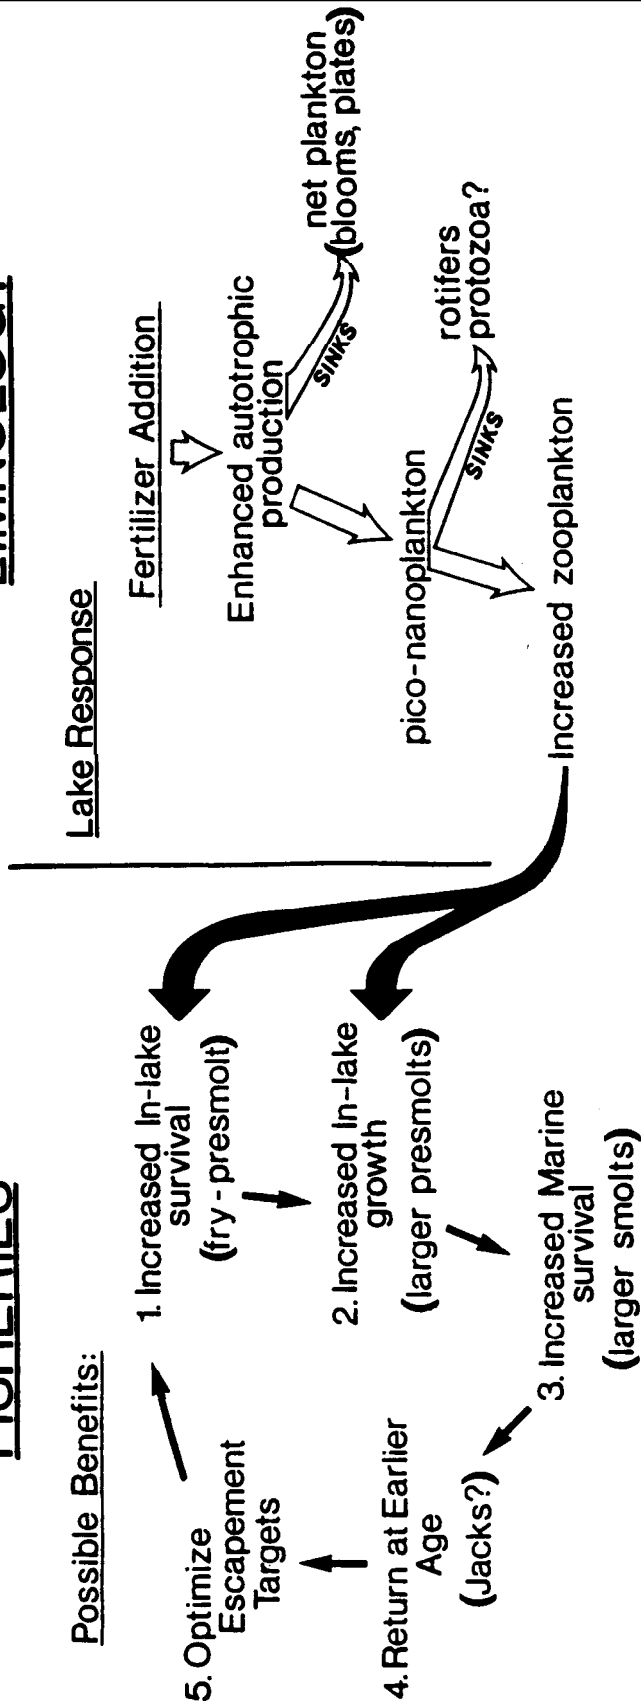 Possible Benefits:
1. Increased In-lake
survival
(fry-presmolt)
2. Increased In-lake
growth
(larger presmolts)
3. Increased Marine
survival
(larger smolts)
4. Return at Earlier
Age
(Jacks?)
5. Optimize
Escapement
Targets
Lake Response
Fertilizer Addition
Enhanced autotrophic
production
SINKS
net plankton
(blooms, plates)
pico-nanoplankton
SINKS
rotifers
protozoa?
Increased zooplankton